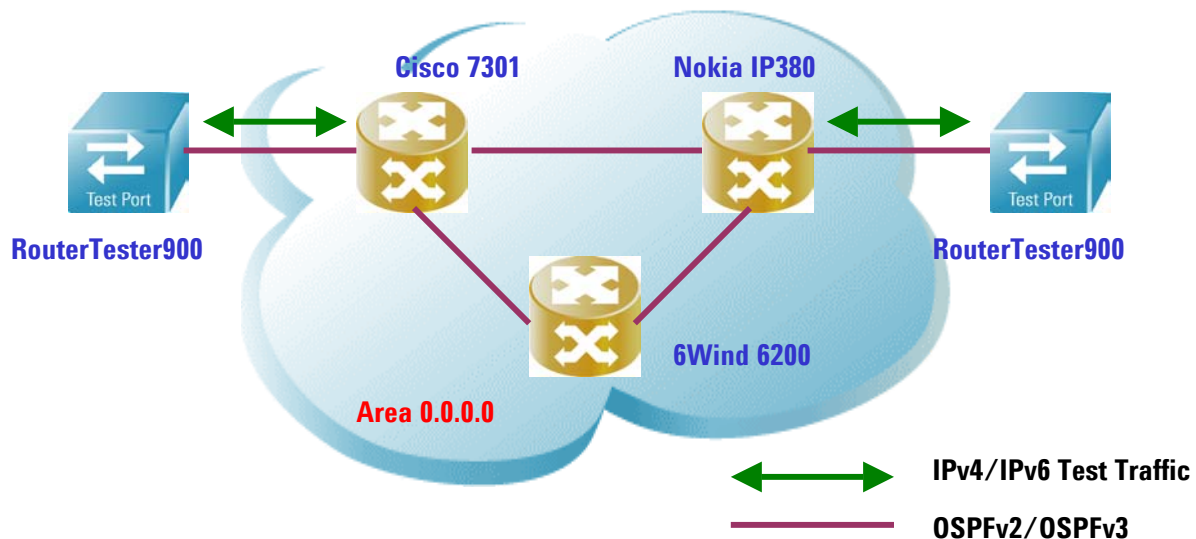 Cisco 7301
Nokia IP380
Test Port
Test Port
RouterTester900
RouterTester900
6Wind 6200
Area 0.0.0.0
IPv4/IPv6 Test Traffic
OSPFv2/OSPFv3